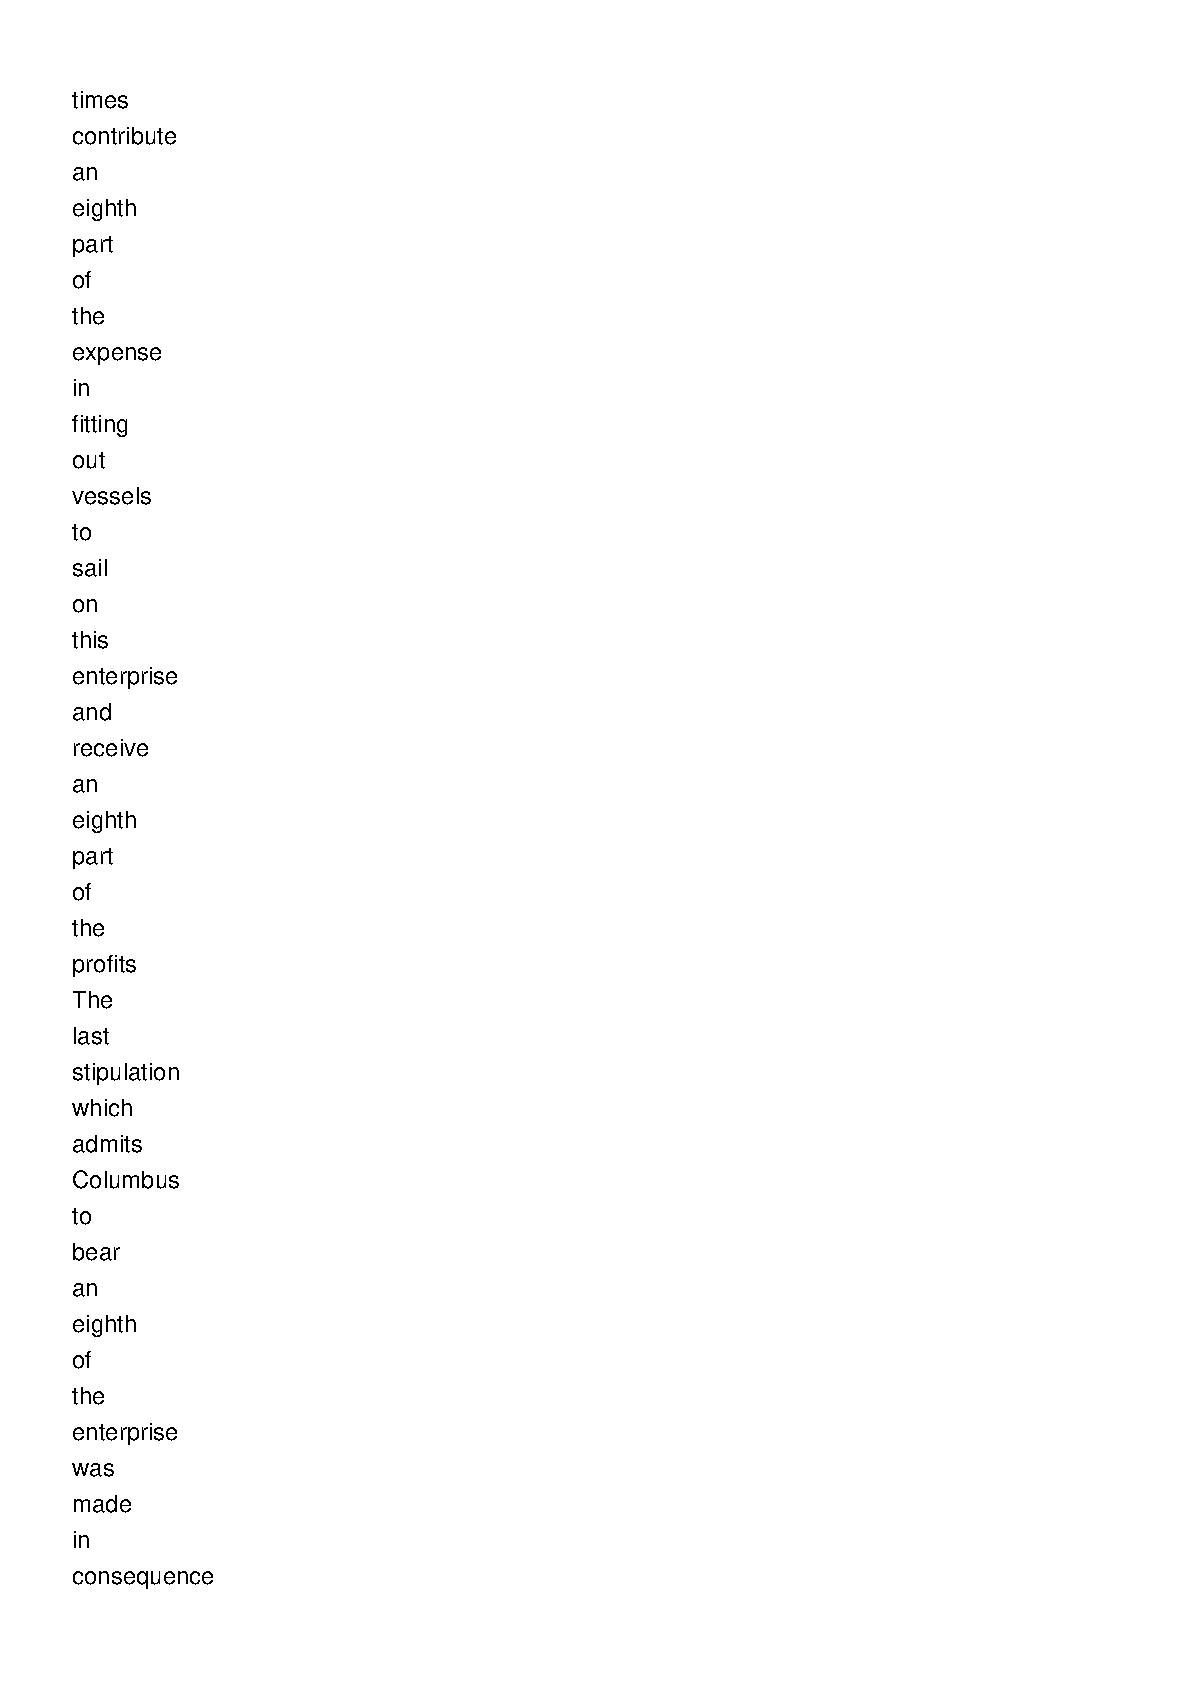 times
contribute
an
eighth
part
of
the
expense
in
fitting
out
vessels
to
sail
on
this
enterprise
and
receive
an
eighth
part
of
the
profits
The
last
stipulation
which
admits
Columbus
to
bear
an
eighth
of
the
enterprise
was
made
in
consequence